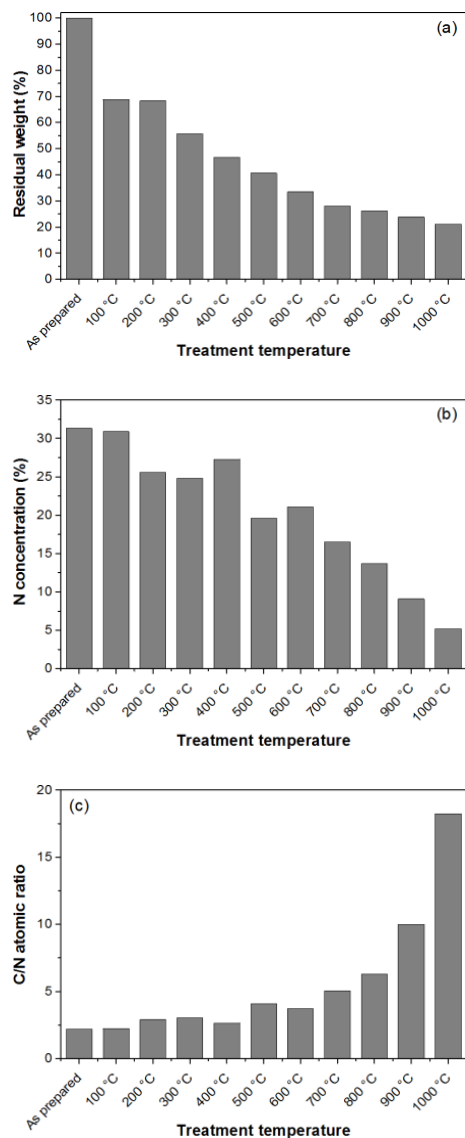 (a)
Residual weight (%)
100
90
80
70
60
50
40
30
20
10
0
As prepared
100 °C
200 °C
300 °C
400 °C
500 °C
600 °C
700 °C
800 °C
900 °C
1000 °C
Treatment temperature
(b)
N concentration (%)
35
30
25
20
15
10
5
0
As prepared
100 °C
200 °C
300 °C
400 °C
500 °C
600 °C
700 °C
800 °C
900 °C
1000 °C
Treatment temperature
(c)
C/N atomic ratio
20
15
10
5
0
As prepared
100 °C
200 °C
300 °C
400 °C
500 °C
600 °C
700 °C
800 °C
900 °C
1000 °C
Treatment temperature